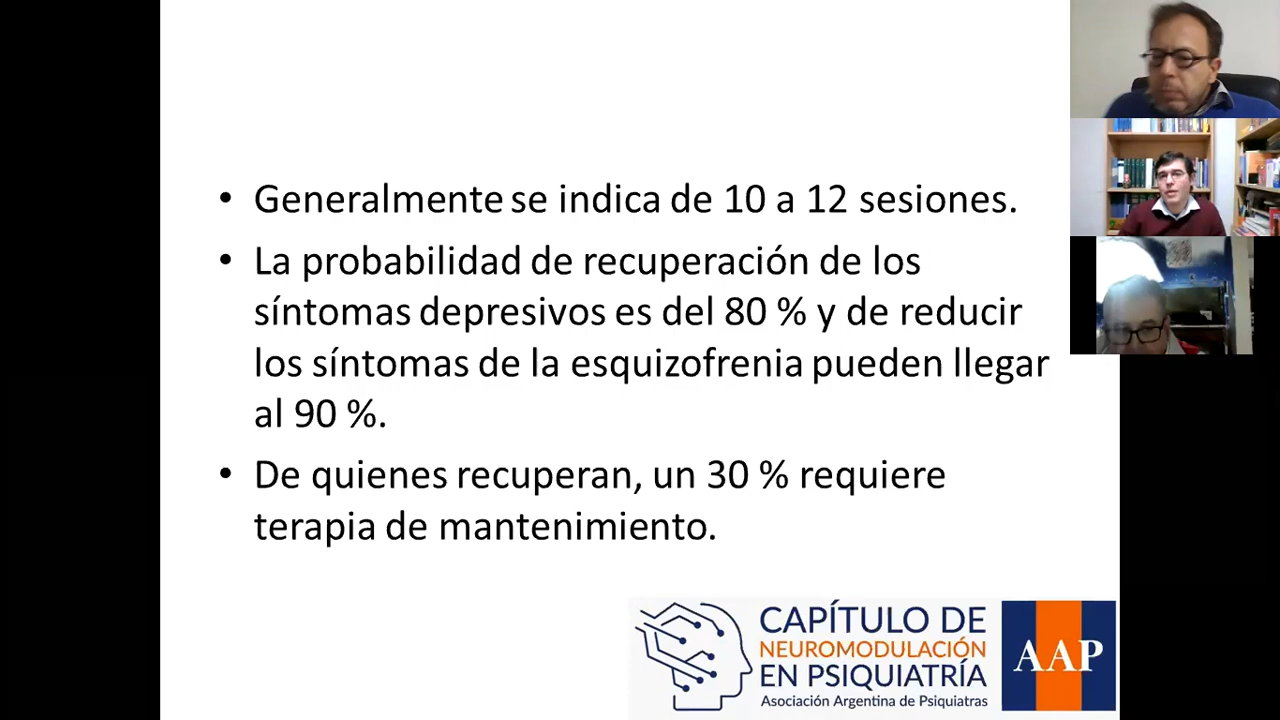 • Generalmente se indica de 10 a 12 sesiones.
• La probabilidad de recuperación de los
síntomas depresivos es del 80 % y de reducir
los síntomas de la esquizofrenia pueden llegar
al 90 %.
• De quienes recuperan, un 30 % requiere
terapia de mantenimiento.
CAPÍTULO DE
NEUROMODULACIÓN
EN PSIQUIATRÍA
Asociación Argentina de Psiquiatras
AAP